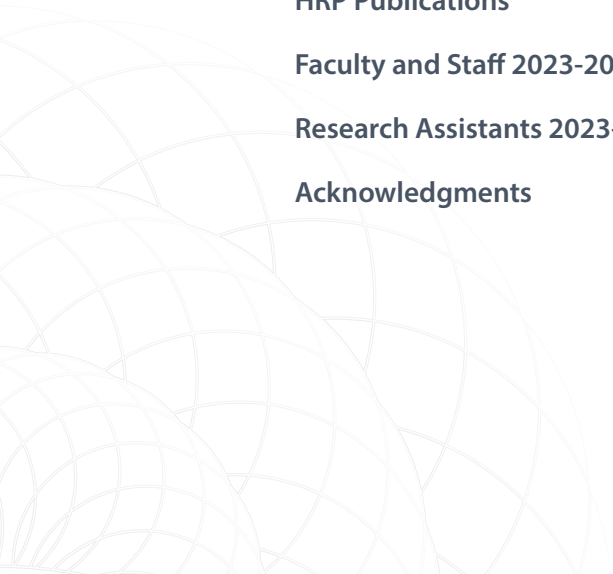 HRP Publications
Faculty and Staff 2023-20
Research Assistants 2023-
Acknowledgments